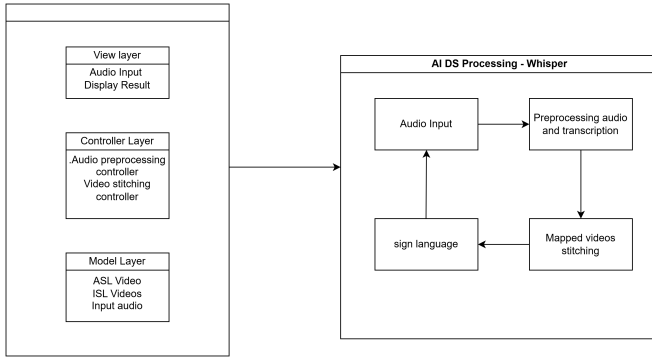 View layer
Audio Input
Display Result
Controller Layer
.Audio preprocessing
controller
Video stitching
controller
Model Layer
ASL Video
ISL Videos
Input audio
AI DS Processing - Whisper
Audio Input
Preprocessing audio
and transcription
sign language
Mapped videos
stitching